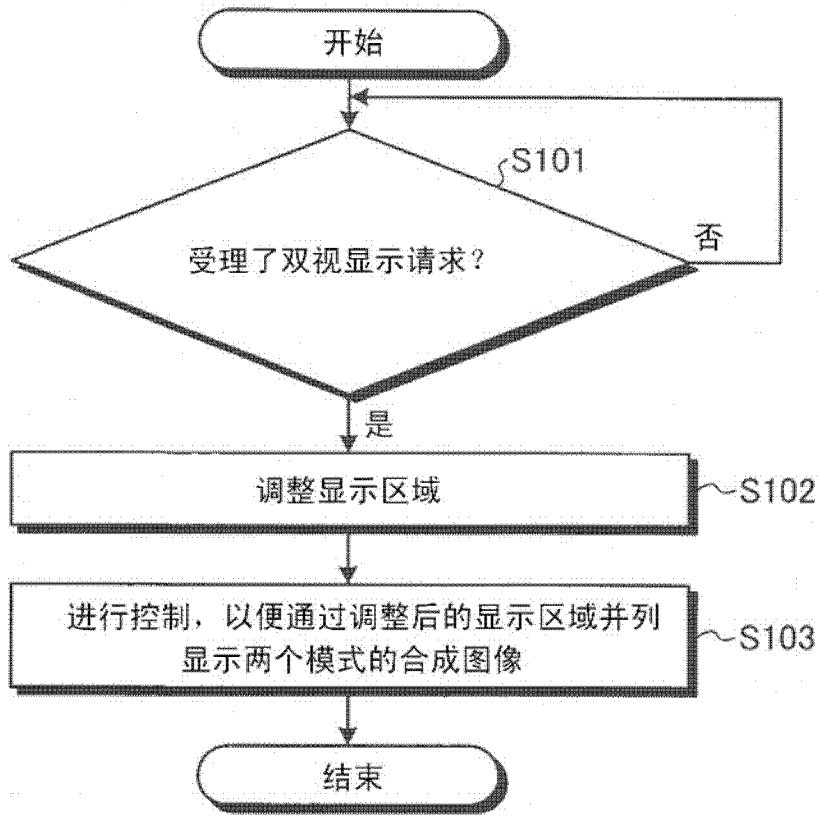 开始
S101
受理了双视显示请求？
否
是
调整显示区域
S102
进行控制，以便通过调整后的显示区域并列
显示两个模式的合成图像
S103
结束